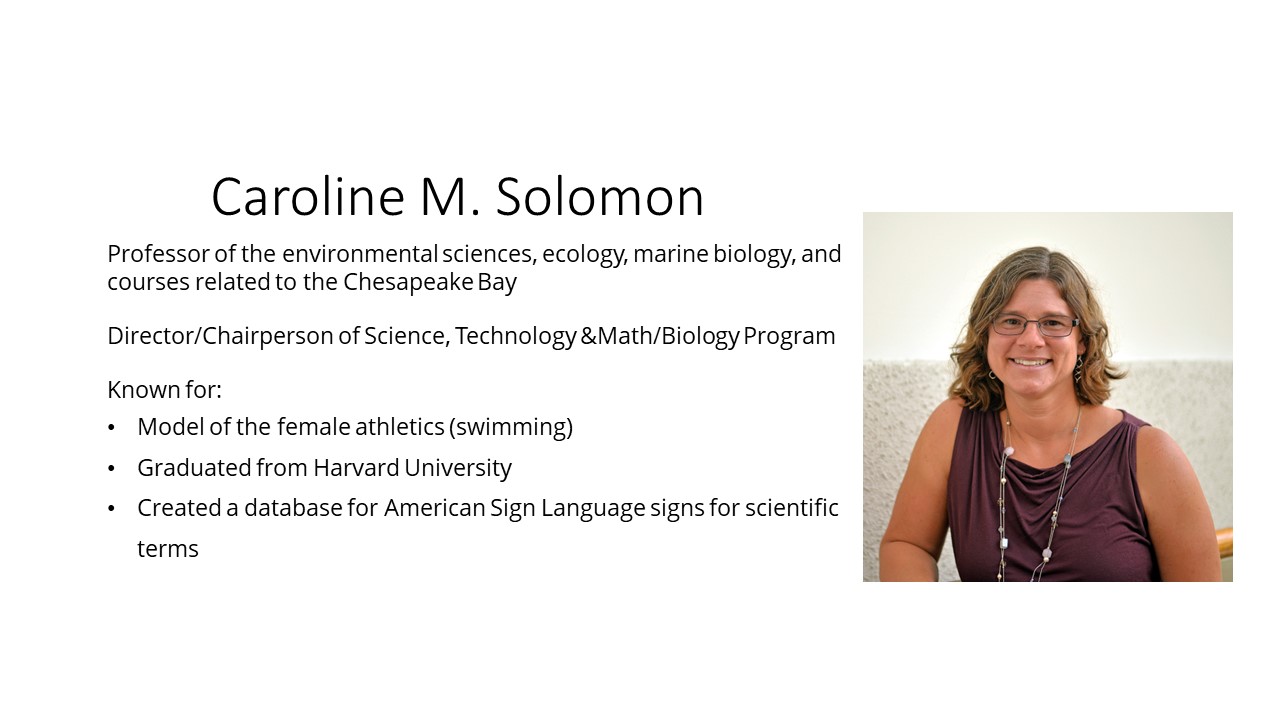 Caroline M. Solomon
Professor of the environmental sciences, ecology, marine biology, and
courses related to the Chesapeake Bay
Director/Chairperson of Science, Technology &Math/Biology Program
Known for:
• Model of the female athletics (swimming)
• Graduated from Harvard University
• Created a database for American Sign Language signs for scientific
terms